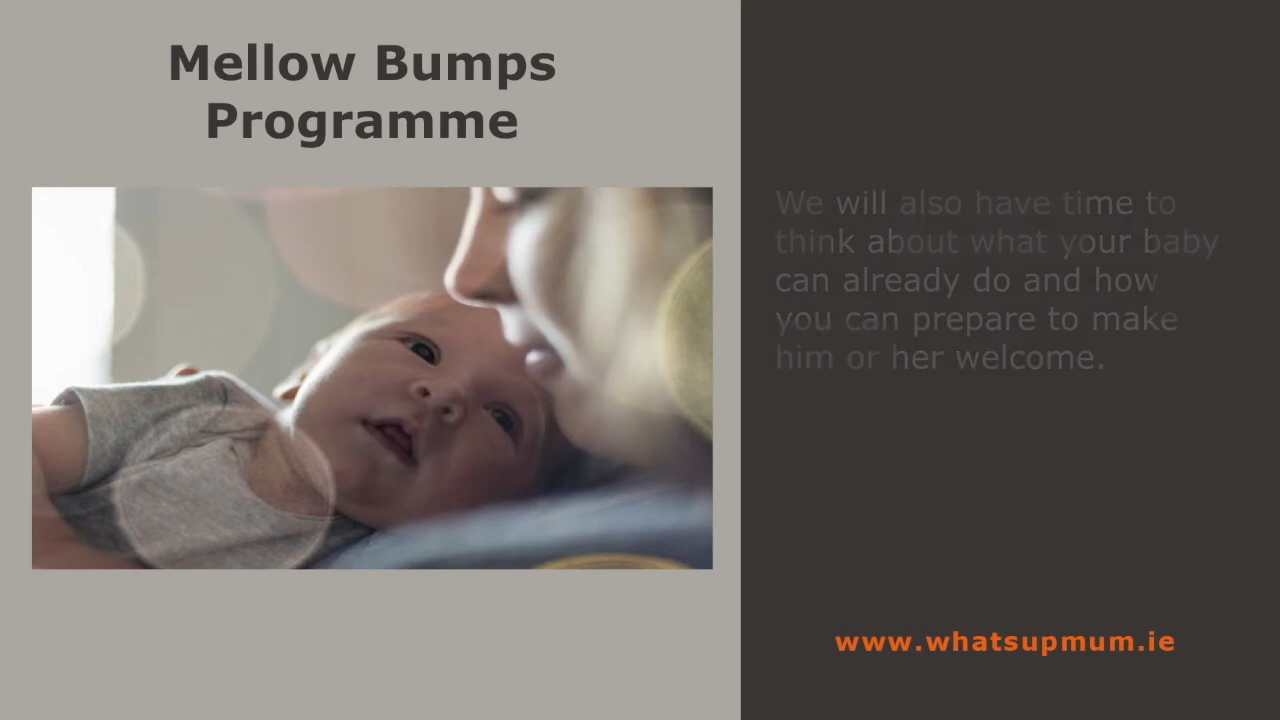 Mellow Bumps
Programme
We will also have time to
think about what your baby
can already do and how
you can prepare to make
him or her welcome.
www.whatsupmum.ie